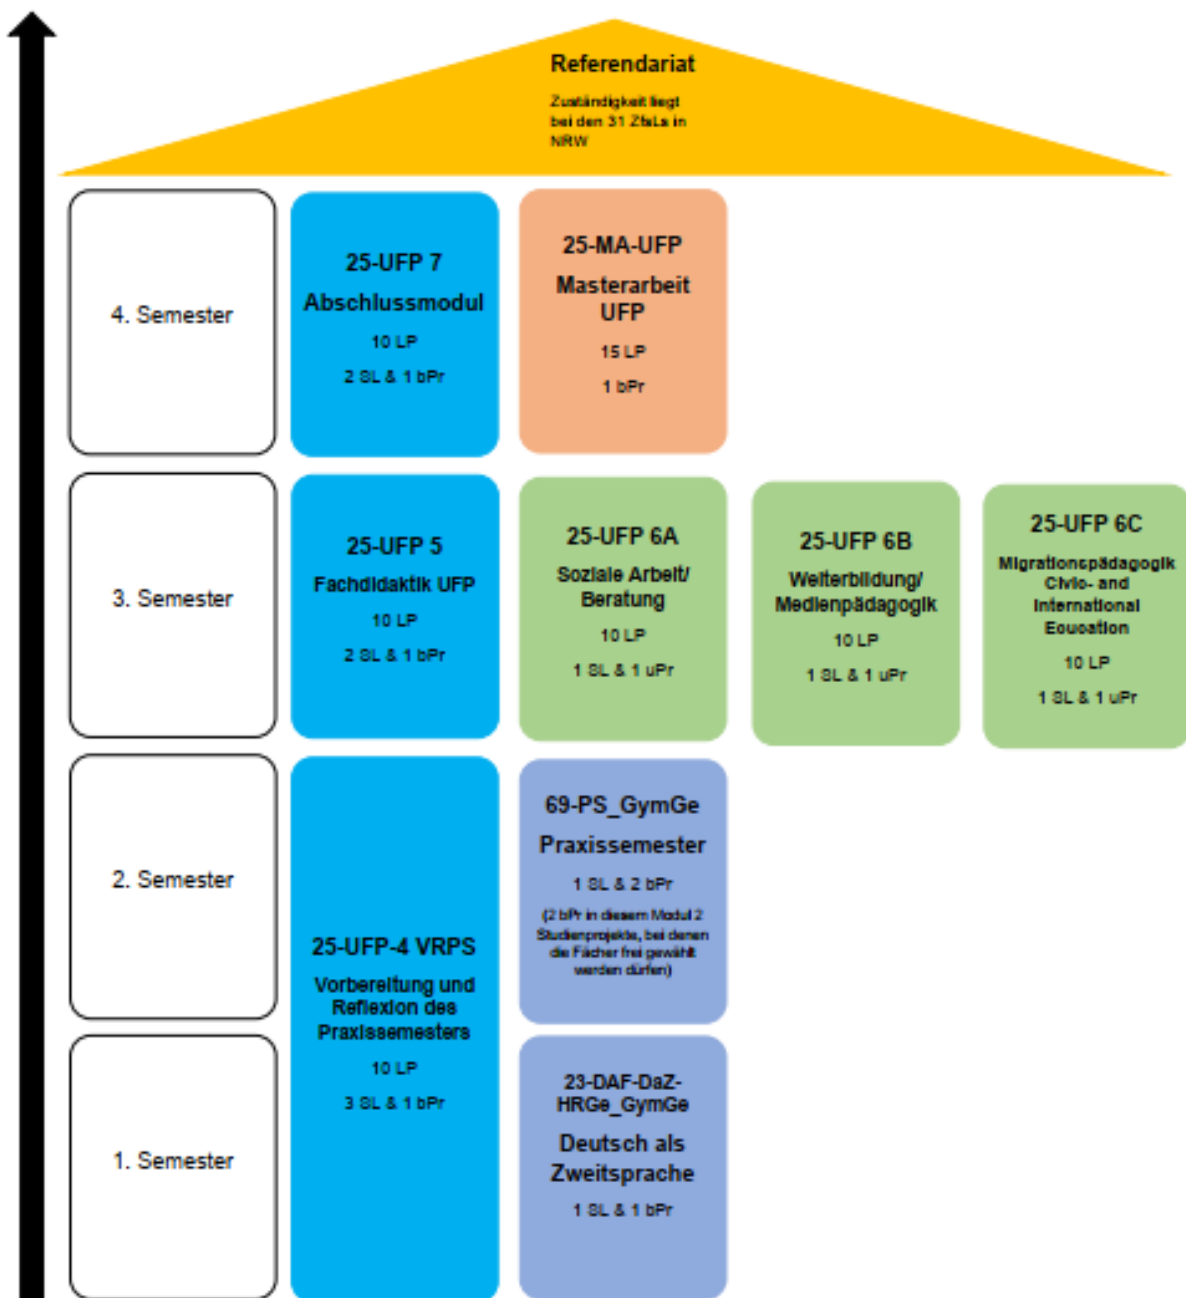 Referendariat
Zuständigkeit liegt
bei den 31 ZfsLs in
NRW
4. Semester
25-UFP 7
Abschlussmodul
10 LP
2 SL & 1 bPr
25-MA-UFP
Masterarbeit
UFP
15 LP
1 bPr
3. Semester
25-UFP 5
Fachdidaktik UFP
10 LP
2 SL & 1 bPr
25-UFP 6A
Soziale Arbeit/
Beratung
10 LP
1 SL & 1 uPr
25-UFP 6B
Weiterbildung/
Medienpädagogik
10 LP
1 SL & 1 uPr
25-UFP 6C
Migrationspädagogik
Civic- and
International
Education
10 LP
1 SL & 1 uPr
2. Semester
69-PS_GymGe
Praxissemester
1 SL & 2 bPr
(2 bPr in diesem Modul 2
Studienprojekte, bei denen
die Fächer frei gewählt
werden dürfen)
25-UFP-4 VRPS
Vorbereitung und
Reflexion des
Praxissemesters
10 LP
3 SL & 1 bPr
1. Semester
23-DAF-DaZ-
HRGe_GymGe
Deutsch als
Zweitsprache
1 SL & 1 bPr